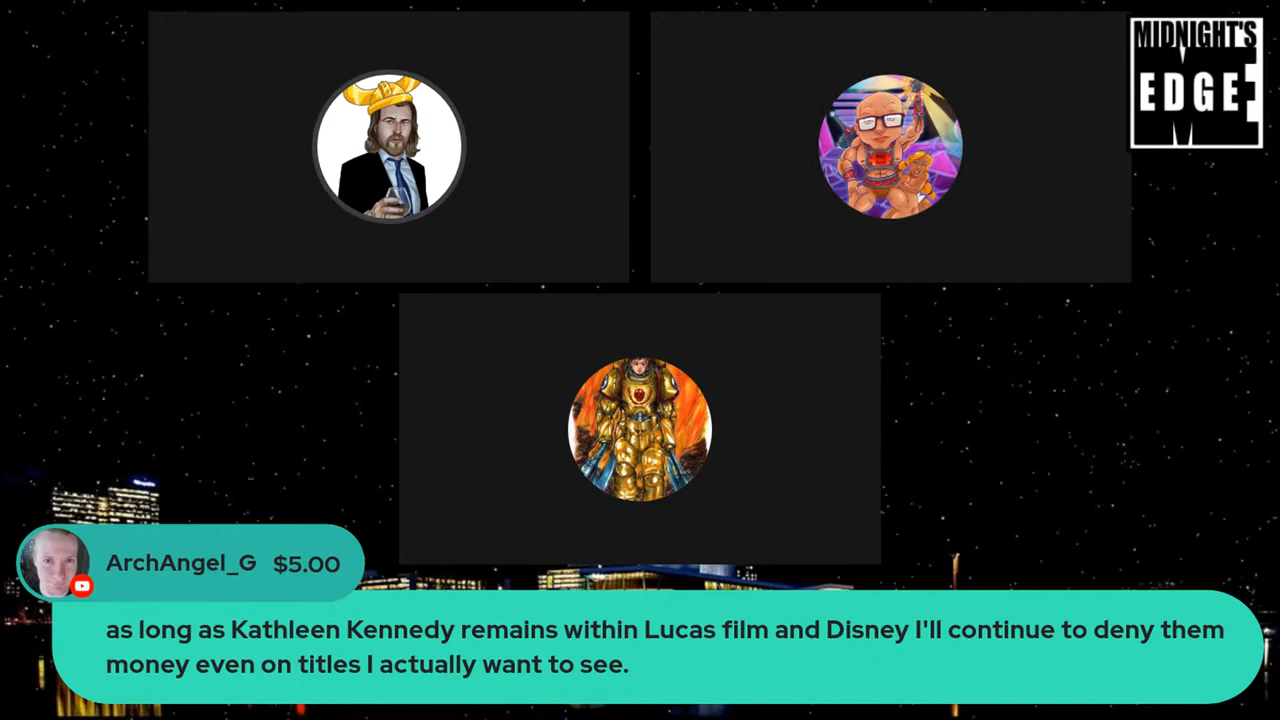 MIDNIGHT'S
EDGE
ArchAngel_G $5.00
as long as Kathleen Kennedy remains within Lucas film and Disney I'll continue to deny them
money even on titles I actually want to see.